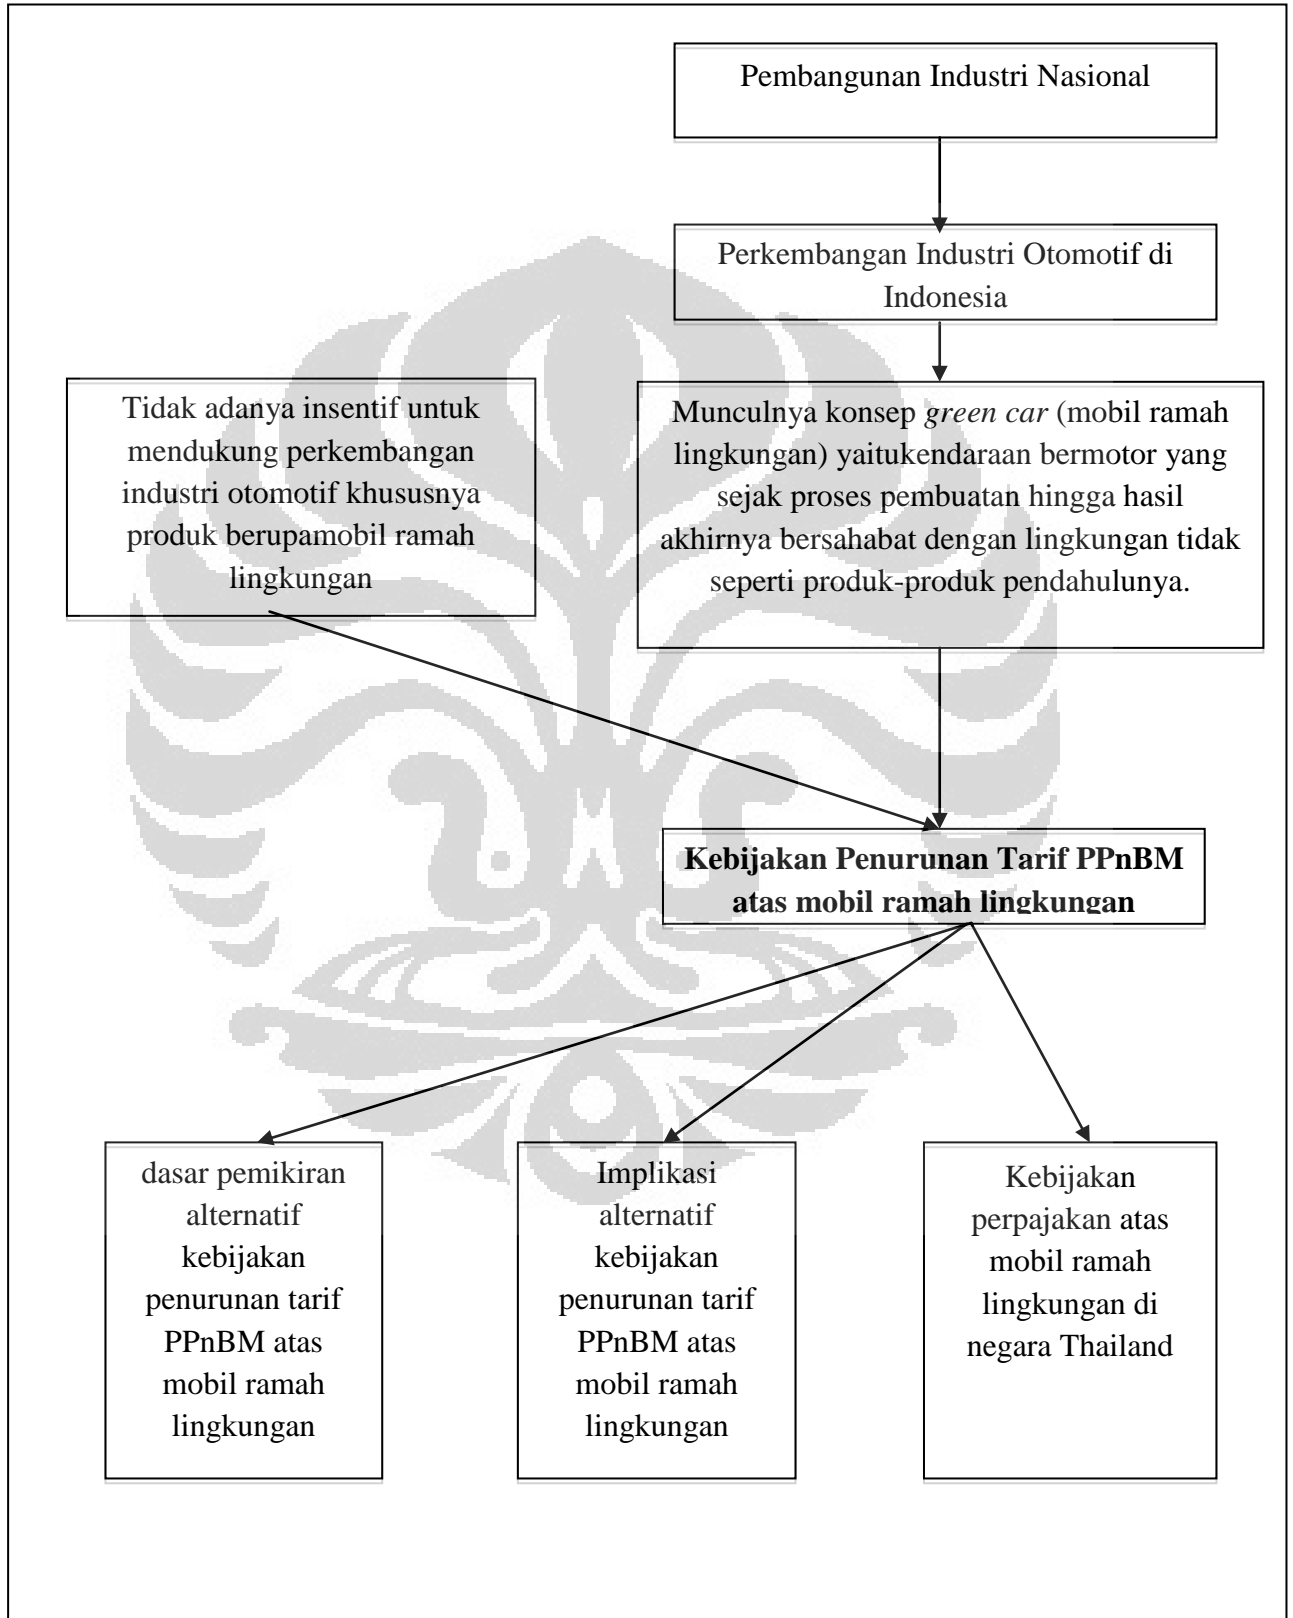 Pembangunan Industri Nasional
Perkembangan Industri Otomotif di
Indonesia
Tidak adanya insentif untuk
mendukung perkembangan
industri otomotif khususnya
produk berupamobil ramah
lingkungan
Munculnya konsep green car (mobil ramah
lingkungan) yaitukendaraan bermotor yang
sejak proses pembuatan hingga hasil
akhirnya bersahabat dengan lingkungan tidak
seperti produk-produk pendahulunya.
Kebijakan Penurunan Tarif PPnBM
atas mobil ramah lingkungan
dasar pemikiran
alternatif
kebijakan
penurunan tarif
PPnBM atas
mobil ramah
lingkungan
Implikasi
alternatif
kebijakan
penurunan tarif
PPnBM atas
mobil ramah
lingkungan
Kebijakan
perpajakan atas
mobil ramah
lingkungan di
negara Thailand